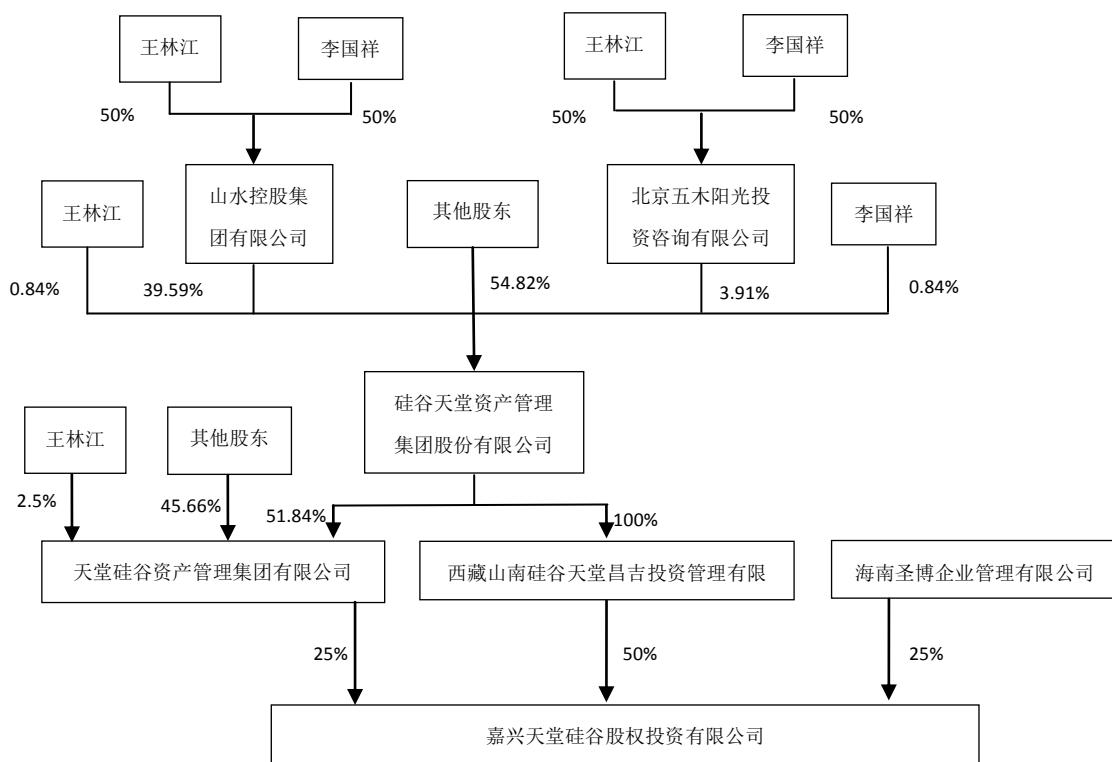 王林江
李国祥
王林江
李国祥
50%
50%
50%
50%
山水控股集
团有限公司
北京五木阳光投
资咨询有限公司
王林江
其他股东
李国祥
0.84%
39.59%
54.82%
3.91%
0.84%
硅谷天堂资产管理
集团股份有限公司
王林江
其他股东
2.5%
45.66%
51.84%
100%
天堂硅谷资产管理集团有限公司
西藏山南硅谷天堂昌吉投资管理有限
海南圣博企业管理有限公司
25%
50%
25%
嘉兴天堂硅谷股权投资有限公司